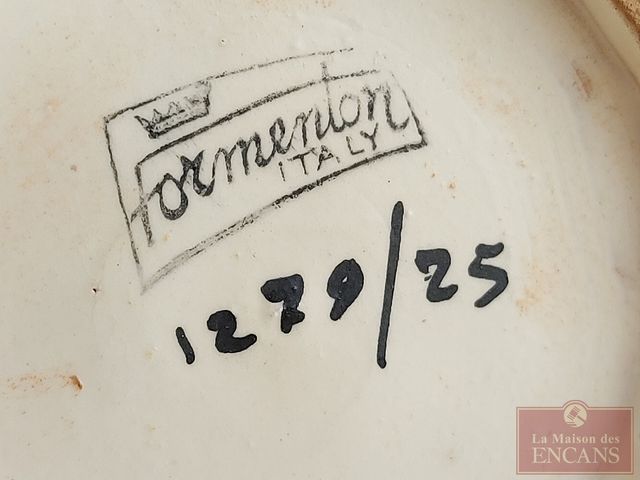 Formenton
ITALY
1279/25
La Maison des
ENCANS